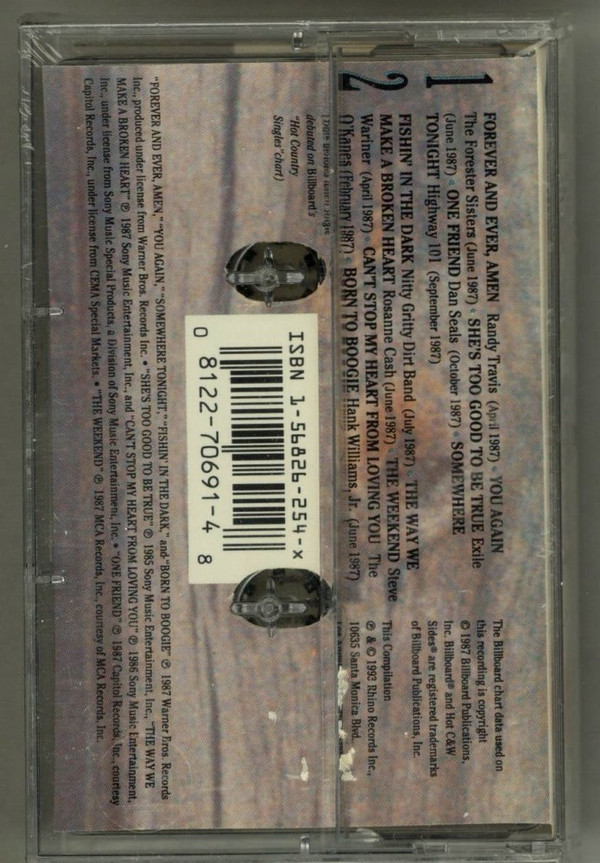 1
FOREVER AND EVER, AMEN Randy Travis (April 1987) • YOU AGAIN
The Forester Sisters (June 1987) • SHE'S TOO GOOD TO BE TRUE Exile
(June 1987) • ONE FRIEND Dan Seals (October 1987) • SOMEWHERE
TONIGHT Highway 101 (September 1987)
2
FISHIN' IN THE DARK Nitty Gritty Dirt Band (July 1987) • THE WAY WE
MAKE A BROKEN HEART Rosanne Cash (June 1987) • THE WEEKEND Steve
Wariner (April 1987) • CAN'T STOP MY HEART FROM LOVING YOU The
O'Kanes (February 1987) • BORN TO BOOGIE Hank Williams, Jr. (June 1987)
debuted on Billboard's
"Hot Country
Singles" chart)
The Billboard chart data used on
this recording is copyright
© 1987 Billboard Publications,
Inc. Billboard® and Hot C&W
Sides® are registered trademarks
of Billboard Publications, Inc.
This Compilation
℗ & © 1992 Rhino Records Inc.,
10635 Santa Monica Blvd.,
ISBN 1-56826-254-X
0 8122-70691-4 8
"FOREVER AND EVER, AMEN," "YOU AGAIN," "SOMEWHERE TONIGHT," "FISHIN' IN THE DARK," and "BORN TO BOOGIE" ℗ 1987 Warner Bros. Records
Inc., produced under license from Warner Bros. Records Inc. • "SHE'S TOO GOOD TO BE TRUE" ℗ 1985 Sony Music Entertainment, Inc., "THE WAY WE
MAKE A BROKEN HEART" ℗ 1987 Sony Music Entertainment, Inc., and "CAN'T STOP MY HEART FROM LOVING YOU" ℗ 1986 Sony Music Entertainment,
Inc., under license from Sony Music Special Products, a Division of Sony Music Entertainment, Inc. • "ONE FRIEND" ℗ 1987 Capitol Records, Inc., courtesy
Capitol Records, Inc., under license from CEMA Special Markets. • "THE WEEKEND" ℗ 1987 MCA Records, Inc., courtesy of MCA Records, Inc.